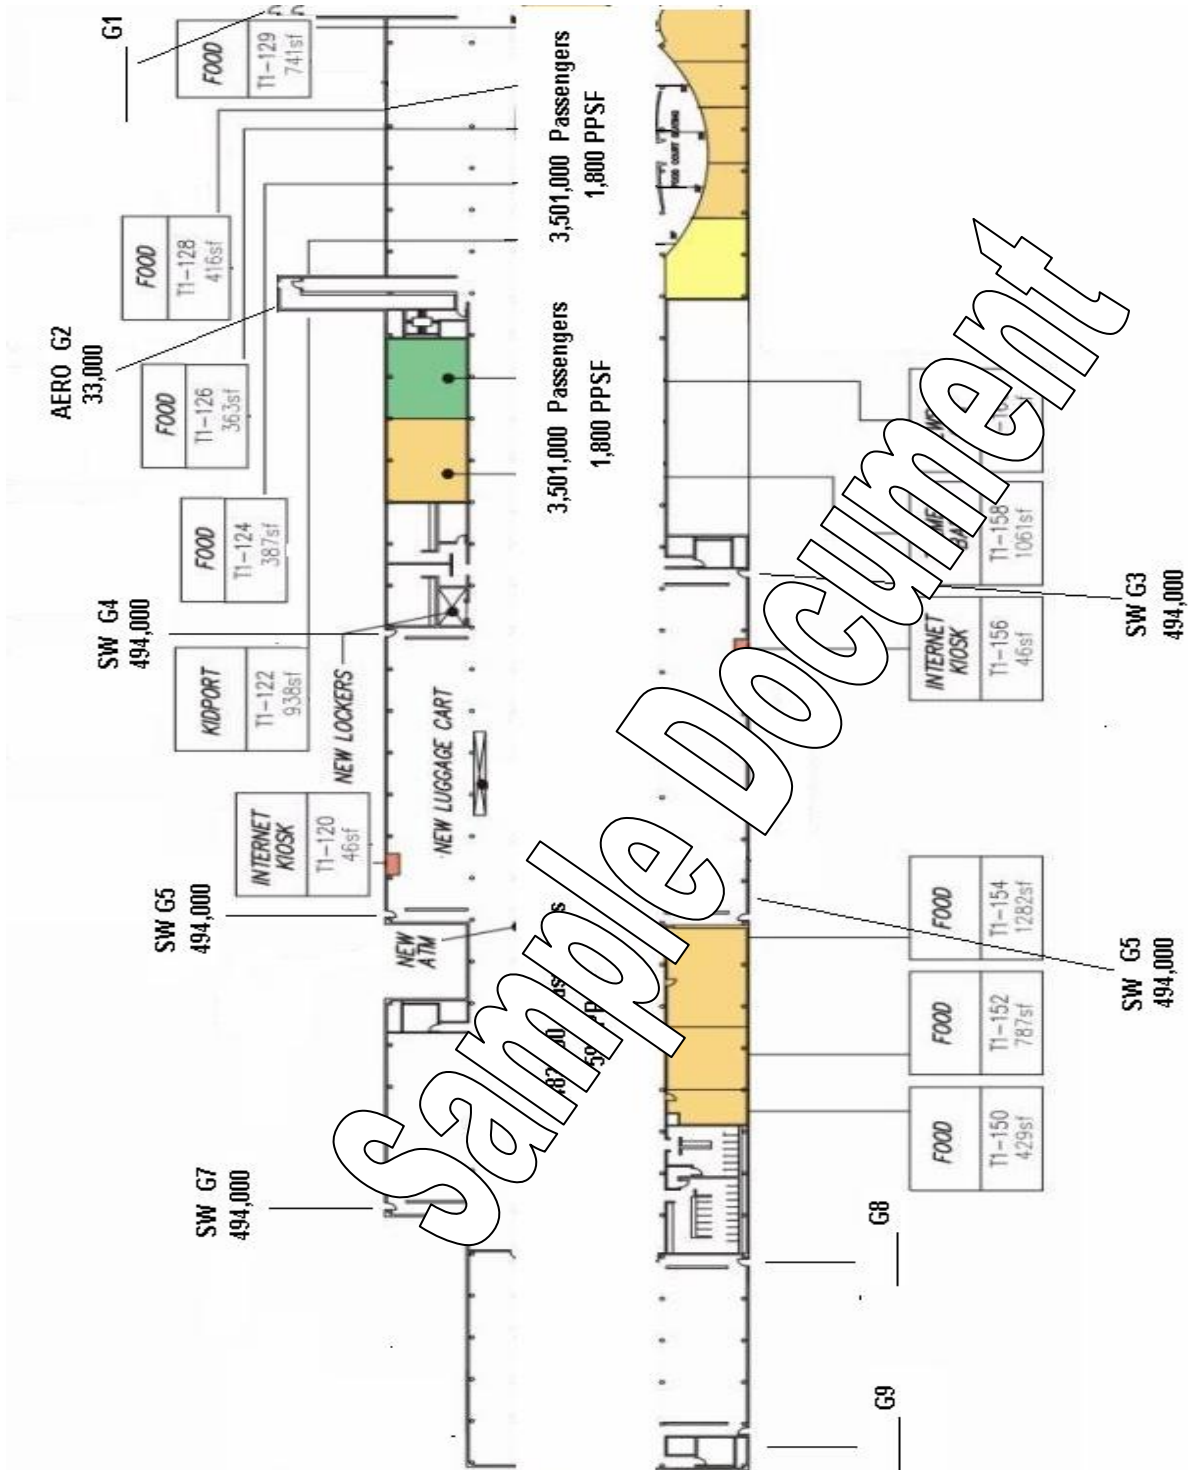 G1
FOOD
T1-129
741sf
FOOD
T1-128
416sf
AERO G2
33,000
FOOD
T1-126
363sf
FOOD
T1-124
387sf
SW G4
494,000
KIDPORT
T1-122
938sf
NEW LOCKERS
INTERNET
KIOSK
T1-120
46sf
NEW LUGGAGE CART
SW G5
494,000
NEW
ATM
SW G7
494,000
3,501,000 Passengers
1,800 PPSF
3,501,000 Passengers
1,800 PPSF
FOOD COURT SEATING
T1-158
1061sf
SW G3
494,000
INTERNET
KIOSK
T1-156
46sf
FOOD
T1-154
1282sf
SW G5
494,000
FOOD
T1-152
787sf
FOOD
T1-150
429sf
G8
G9
Sample Document